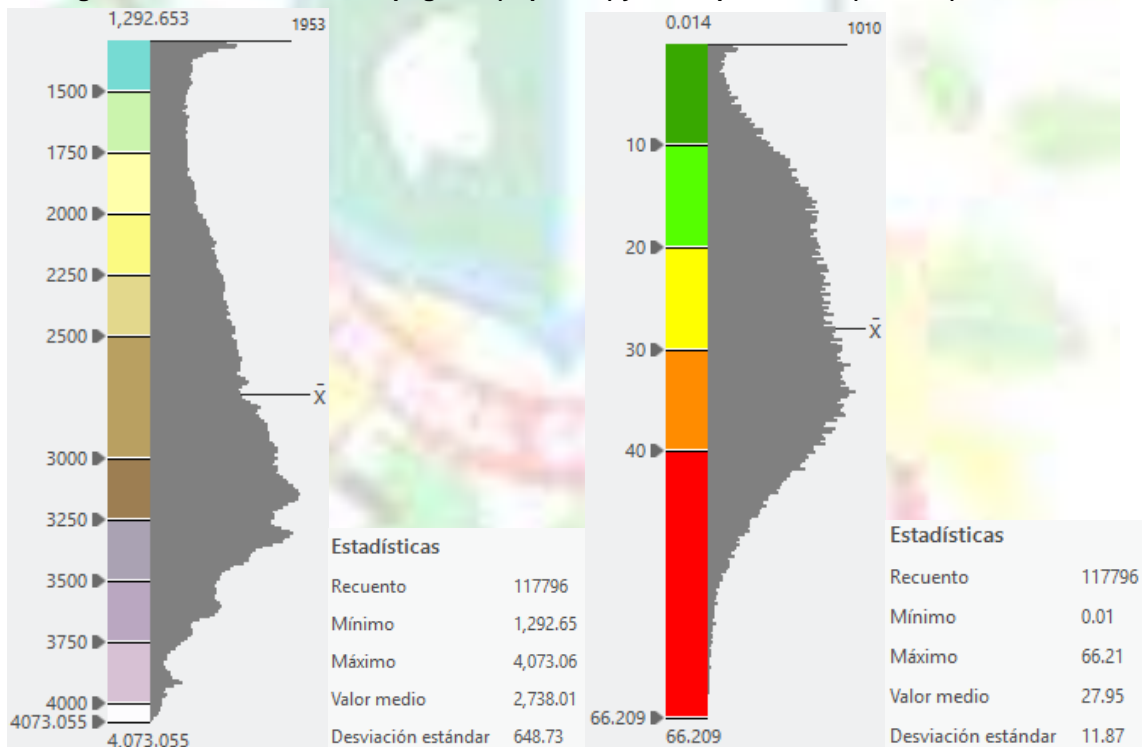 1,292.653
1953
1500
1750
2000
2250
2500
x̄
3000
3250
3500
3750
4000
4073.055
4,073.055
Estadísticas
Recuento 117796
Mínimo 1,292.65
Máximo 4,073.06
Valor medio 2,738.01
Desviación estándar 648.73
0.014
1010
10
20
x̄
30
40
66.209
66.209
Estadísticas
Recuento 117796
Mínimo 0.01
Máximo 66.21
Valor medio 27.95
Desviación estándar 11.87